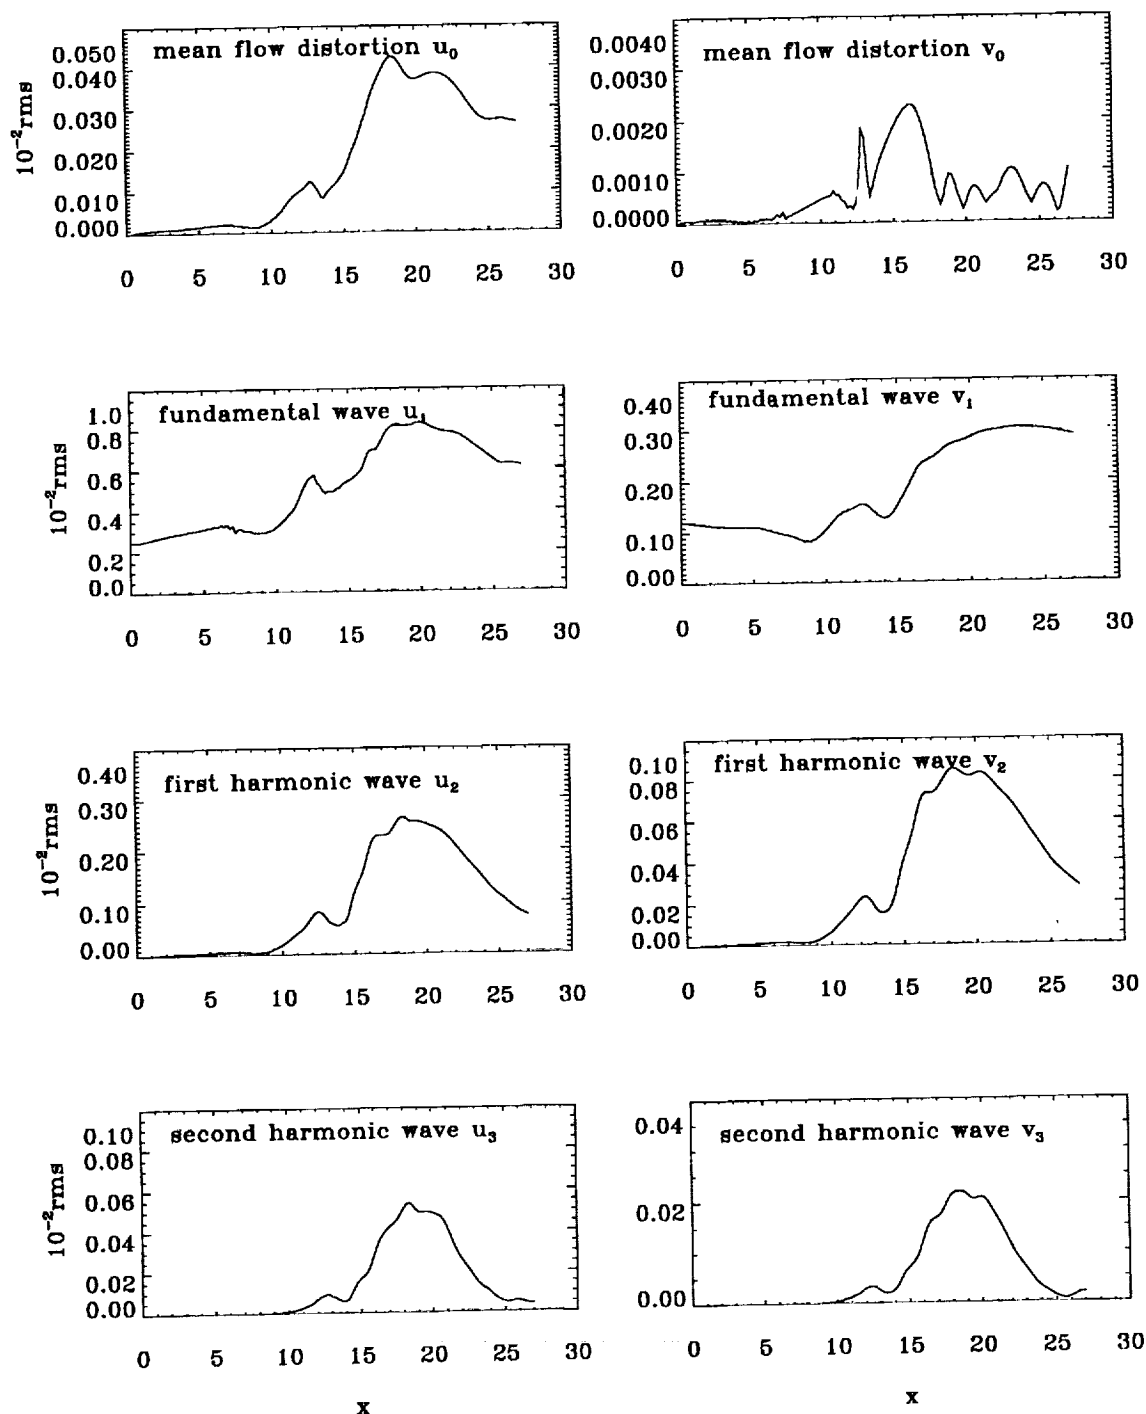 mean flow distortion u₀
0.050
0.040
0.030
0.020
0.010
0.000
10⁻²rms
0 5 10 15 20 25 30
mean flow distortion v₀
0.0040
0.0030
0.0020
0.0010
0.0000
0 5 10 15 20 25 30
fundamental wave u₁
1.0
0.8
0.6
0.4
0.2
0.0
10⁻²rms
0 5 10 15 20 25 30
fundamental wave v₁
0.40
0.30
0.20
0.10
0.00
0 5 10 15 20 25 30
first harmonic wave u₂
0.40
0.30
0.20
0.10
0.00
10⁻²rms
0 5 10 15 20 25 30
first harmonic wave v₂
0.10
0.08
0.06
0.04
0.02
0.00
0 5 10 15 20 25 30
second harmonic wave u₃
0.10
0.08
0.06
0.04
0.02
0.00
10⁻²rms
0 5 10 15 20 25 30
x
second harmonic wave v₃
0.04
0.02
0.00
0 5 10 15 20 25 30
x